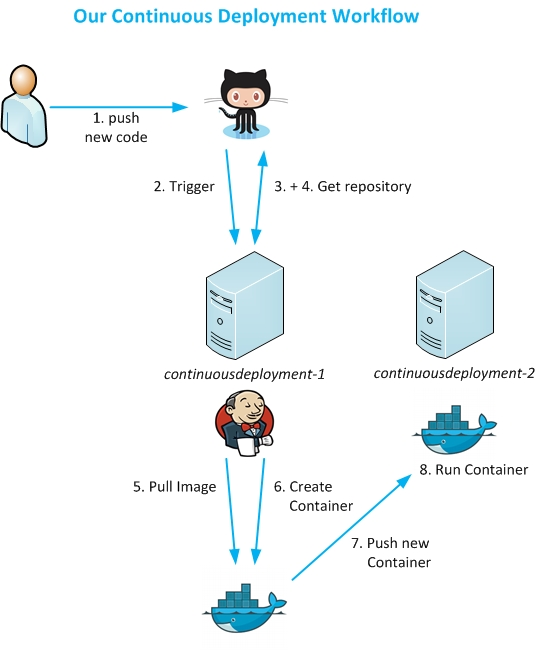 Our Continuous Deployment Workflow
1. push
new code
2. Trigger
3. + 4. Get repository
continuousdeployment-1
continuousdeployment-2
5. Pull Image
6. Create
Container
8. Run Container
7. Push new
Container